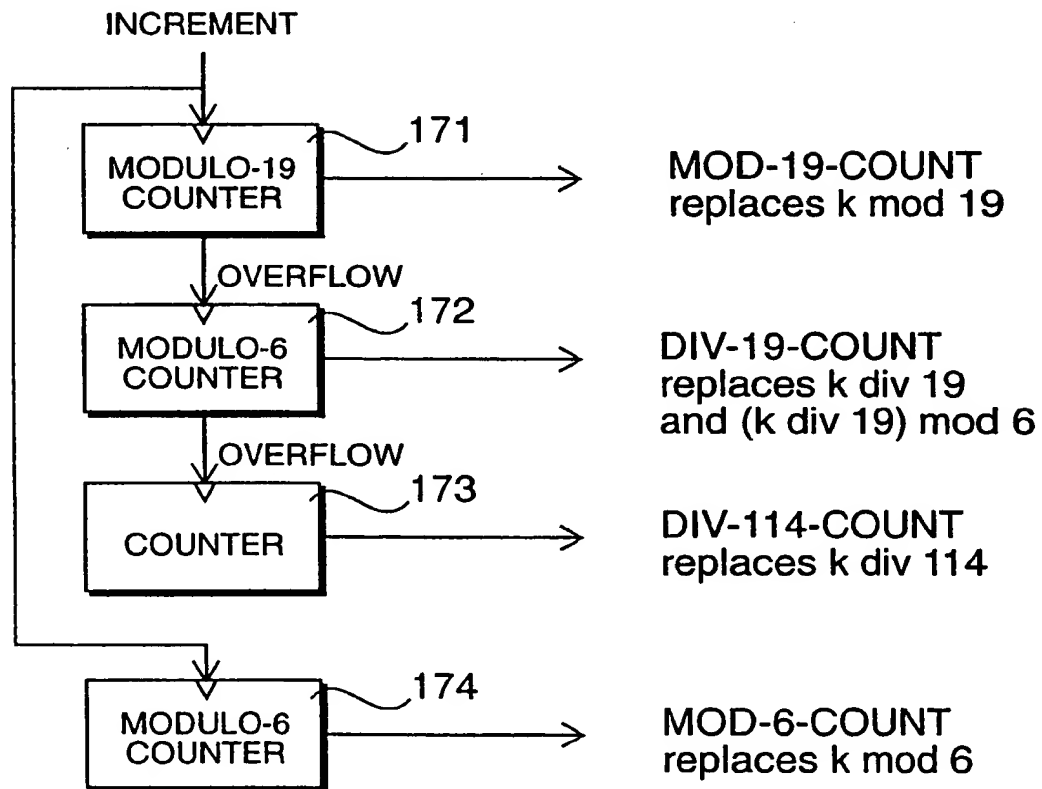 INCREMENT
171
MODULO-19
COUNTER
MOD-19-COUNT
replaces k mod 19
OVERFLOW
172
MODULO-6
COUNTER
DIV-19-COUNT
replaces k div 19
and (k div 19) mod 6
OVERFLOW
173
COUNTER
DIV-114-COUNT
replaces k div 114
174
MODULO-6
COUNTER
MOD-6-COUNT
replaces k mod 6